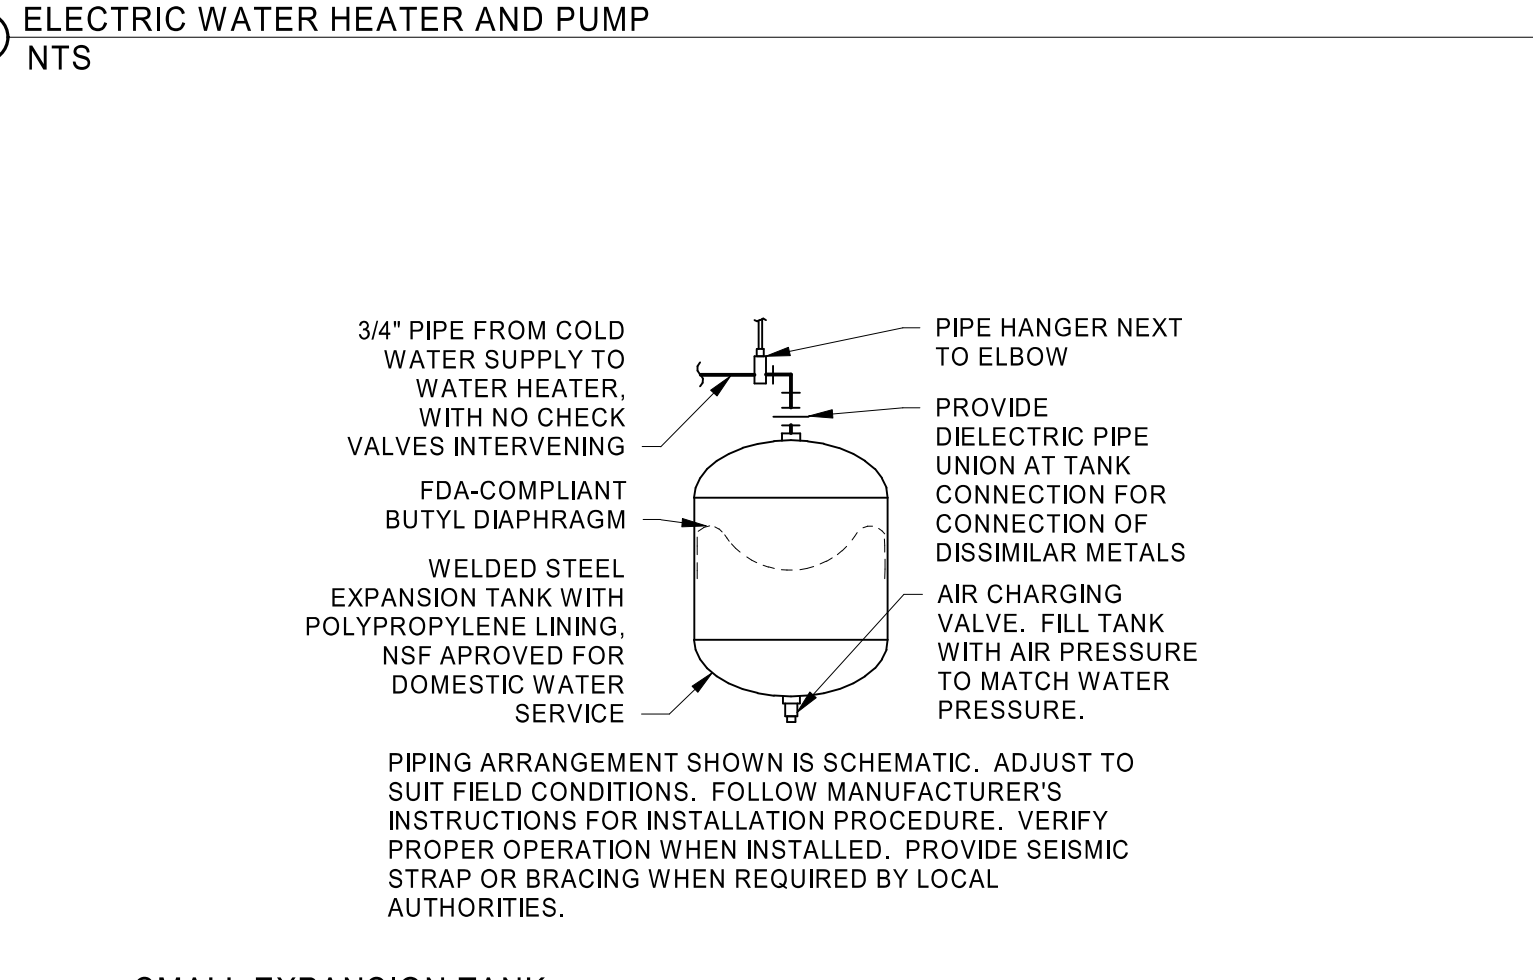 ELECTRIC WATER HEATER AND PUMP
NTS
3/4" PIPE FROM COLD
WATER SUPPLY TO
WATER HEATER,
WITH NO CHECK
VALVES INTERVENING
FDA-COMPLIANT
BUTYL DIAPHRAGM
WELDED STEEL
EXPANSION TANK WITH
POLYPROPYLENE LINING,
NSF APROVED FOR
DOMESTIC WATER
SERVICE
PIPE HANGER NEXT
TO ELBOW
PROVIDE
DIELECTRIC PIPE
UNION AT TANK
CONNECTION FOR
CONNECTION OF
DISSIMILAR METALS
AIR CHARGING
VALVE. FILL TANK
WITH AIR PRESSURE
TO MATCH WATER
PRESSURE.
PIPING ARRANGEMENT SHOWN IS SCHEMATIC. ADJUST TO
SUIT FIELD CONDITIONS. FOLLOW MANUFACTURER'S
INSTRUCTIONS FOR INSTALLATION PROCEDURE. VERIFY
PROPER OPERATION WHEN INSTALLED. PROVIDE SEISMIC
STRAP OR BRACING WHEN REQUIRED BY LOCAL
AUTHORITIES.
SMALL EXPANSION TANK